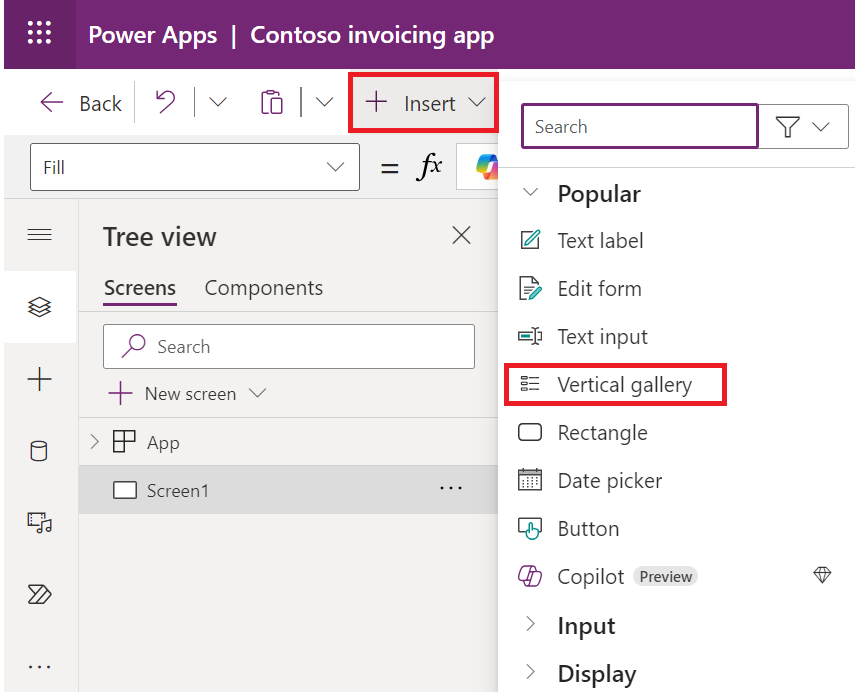 Power Apps | Contoso invoicing app
Back
Insert
Search
Fill
= fx
Tree view
Screens Components
Search
New screen
App
Screen1
...
...
Popular
Text label
Edit form
Text input
Vertical gallery
Rectangle
Date picker
Button
Copilot Preview
Input
Display